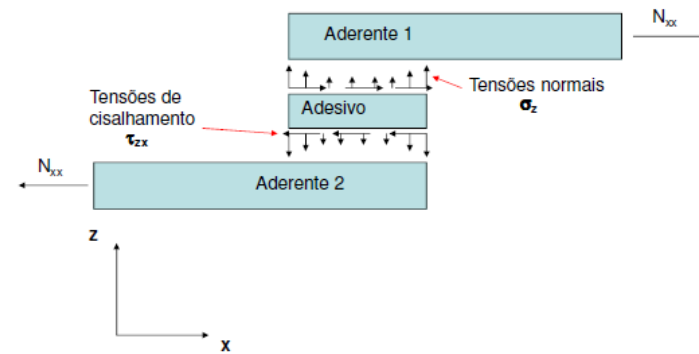 Aderente 1
N_xx
Tensões normais
σ_z
Adesivo
Tensões de
cisalhamento
τ_zx
N_xx
Aderente 2
z
x